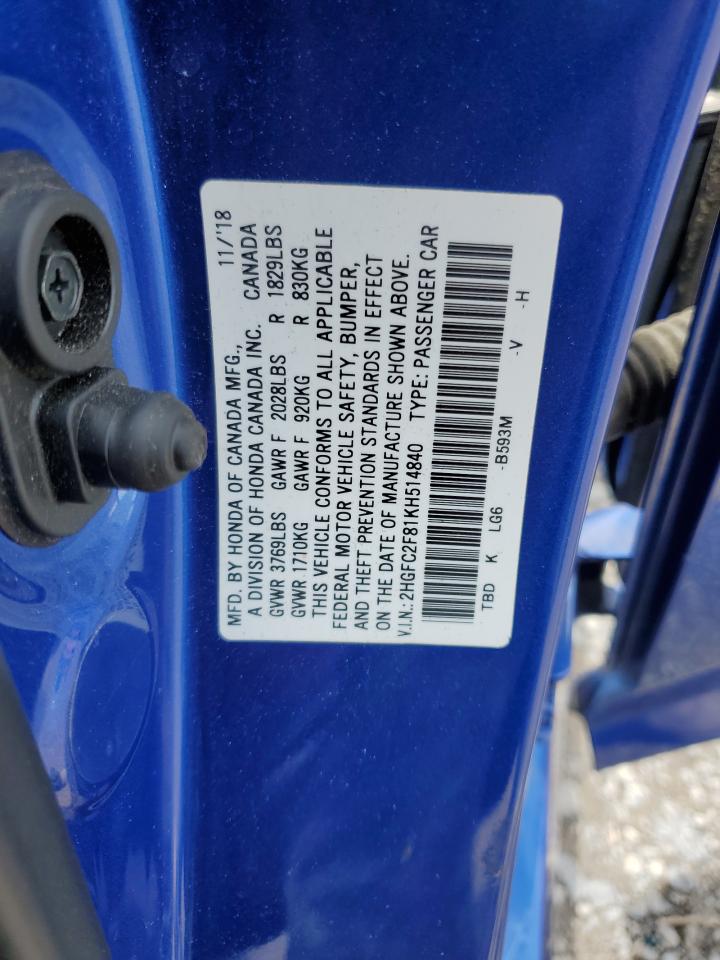 MFD. BY HONDA OF CANADA MFG., 11/'18
A DIVISION OF HONDA CANADA INC. CANADA
GVWR 3769LBS GAWR F 2028LBS R 1829LBS
GVWR 1710KG GAWR F 920KG R 830KG
THIS VEHICLE CONFORMS TO ALL APPLICABLE
FEDERAL MOTOR VEHICLE SAFETY, BUMPER,
AND THEFT PREVENTION STANDARDS IN EFFECT
ON THE DATE OF MANUFACTURE SHOWN ABOVE.
V.I.N.:2HGFC2F81KH514840 TYPE: PASSENGER CAR
TBD K LG6 -B593M -V -H